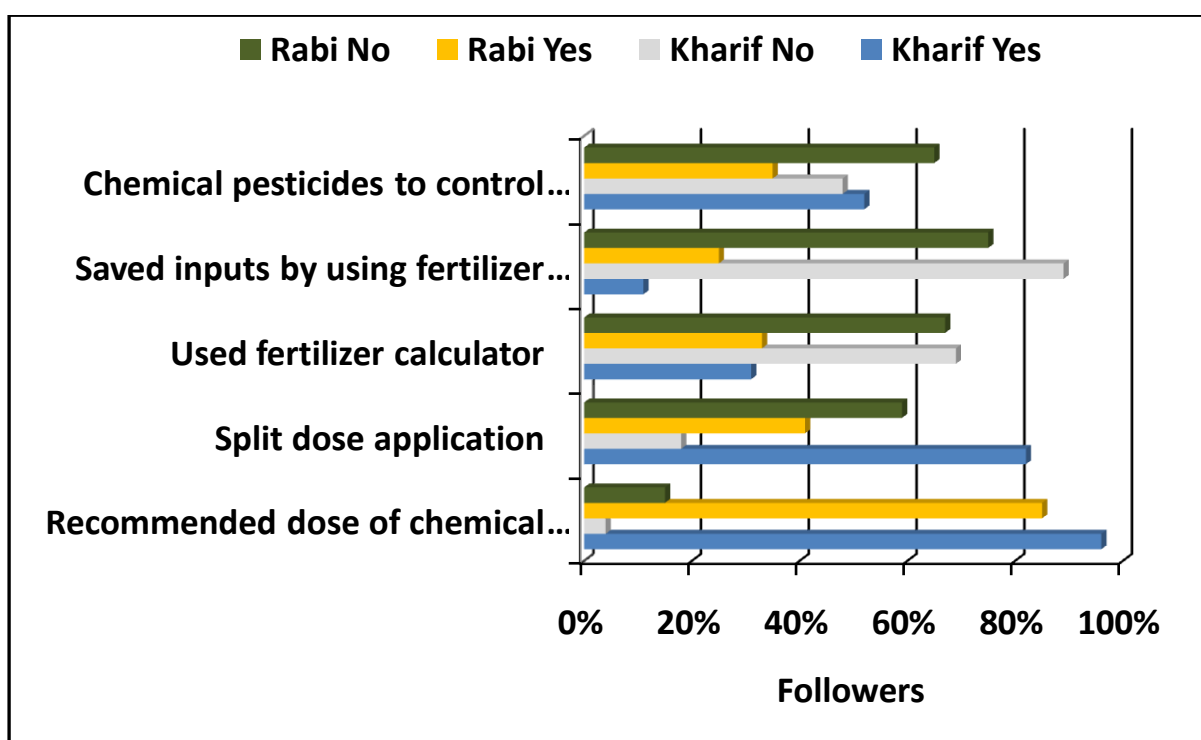 Rabi No Rabi Yes Kharif No Kharif Yes
Chemical pesticides to control...
Saved inputs by using fertilizer...
Used fertilizer calculator
Split dose application
Recommended dose of chemical...
0% 20% 40% 60% 80% 100%
Followers